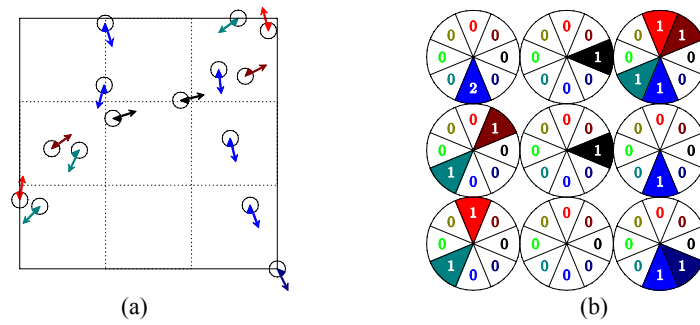 0 0 1
0 0 0 0 0 1
0 0 0 1 0 0
0 0 0 0 1 0
2 0 1
0 0 0
0 1 0 0 0 0
0 0 0 1 0 0
1 0 0 0 0 0
0 0 1
1 0 0
0 0 0 0 0 0
0 0 0 0 0 0
1 0 0 0 0 1
0 0 1
(a) (b)